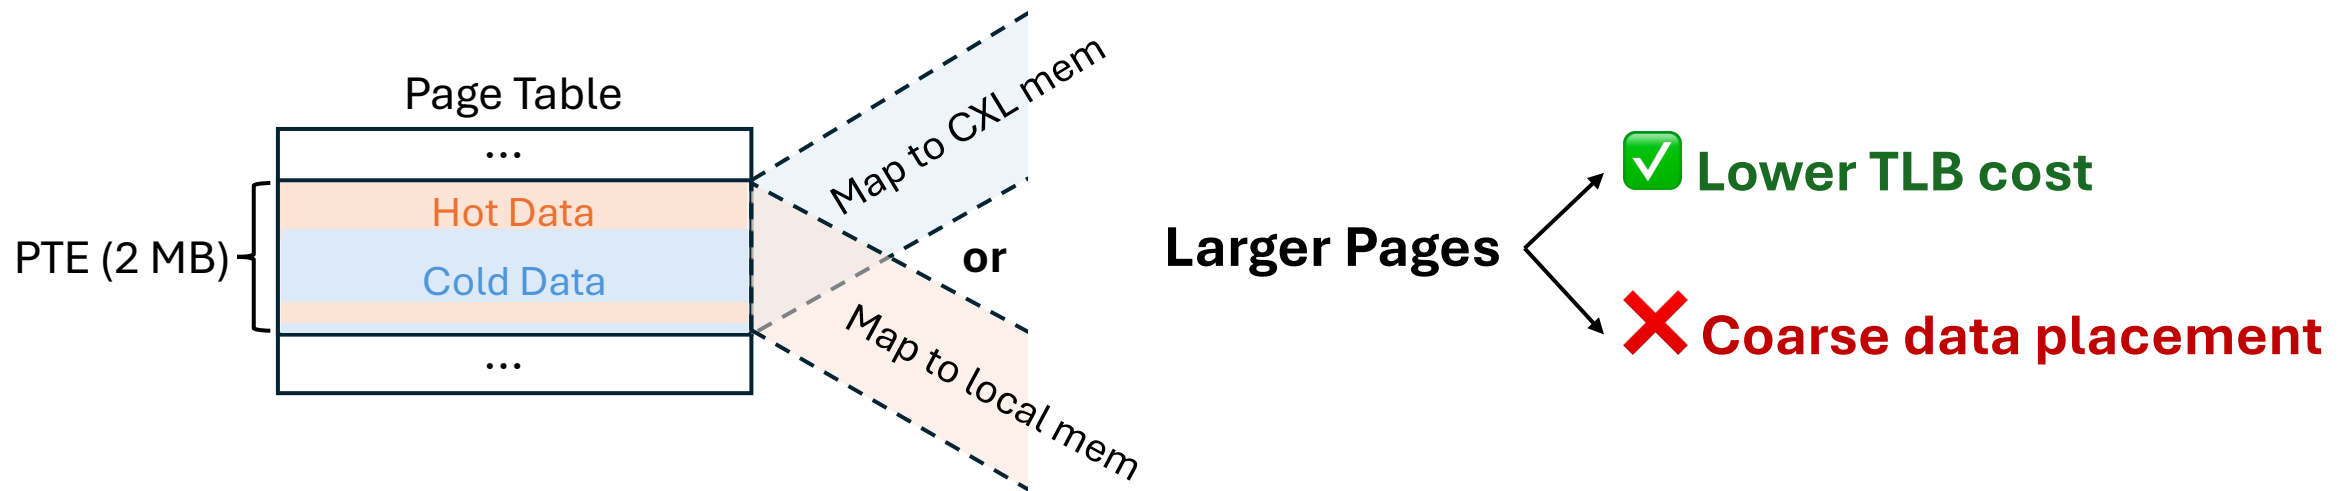 Page Table
...
Hot Data
PTE (2 MB)
Cold Data
...
Map to CXL mem
or
Map to local mem
Larger Pages
✅ Lower TLB cost
❌ Coarse data placement